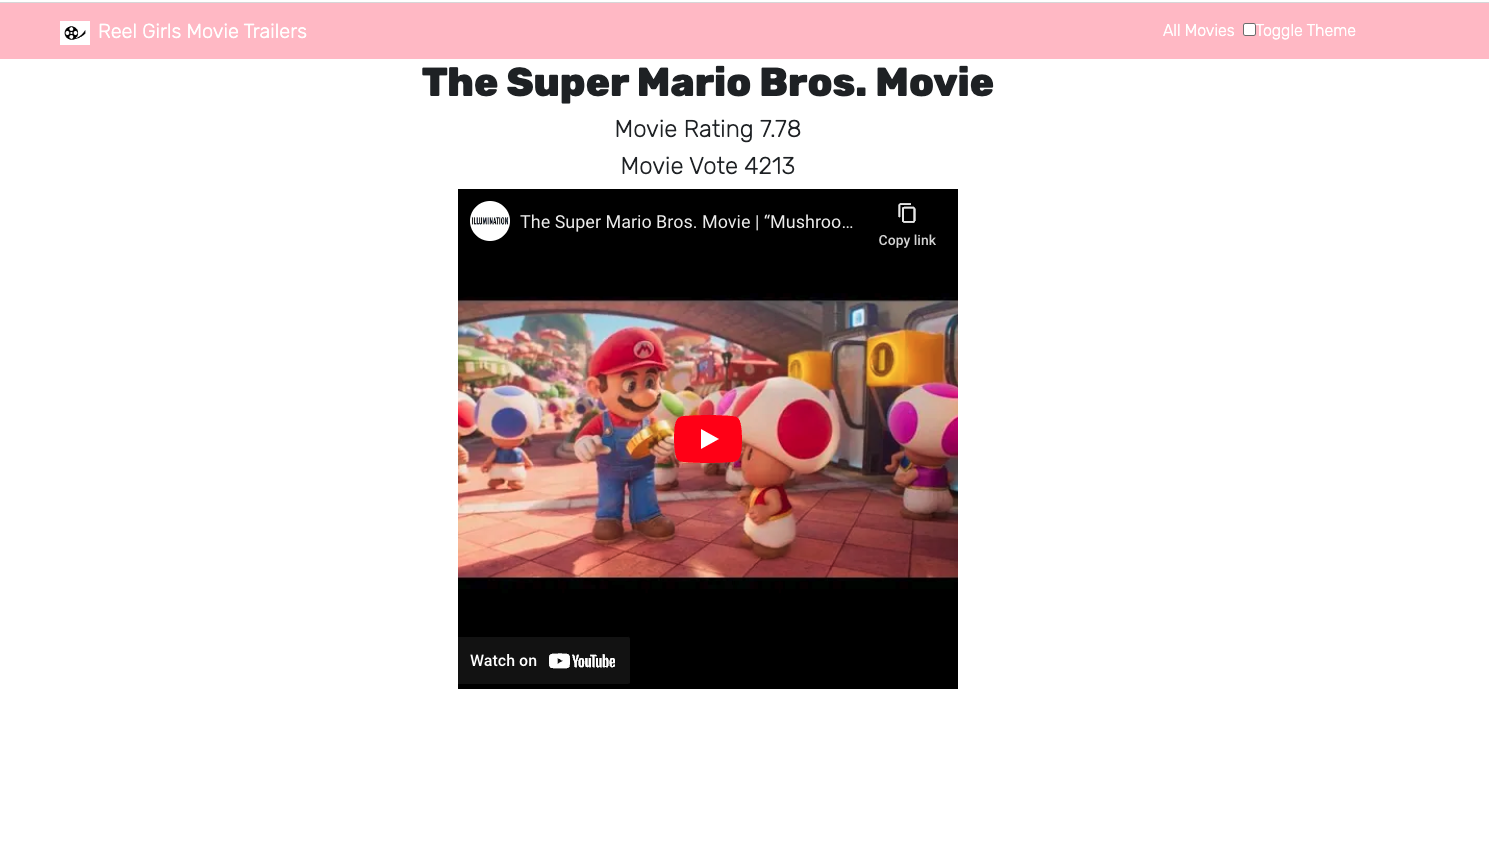 Reel Girls Movie Trailers
All Movies Toggle Theme
The Super Mario Bros. Movie
Movie Rating 7.78
Movie Vote 4213
ILLUMINATION
The Super Mario Bros. Movie | “Mushroo...
Copy link
Watch on YouTube